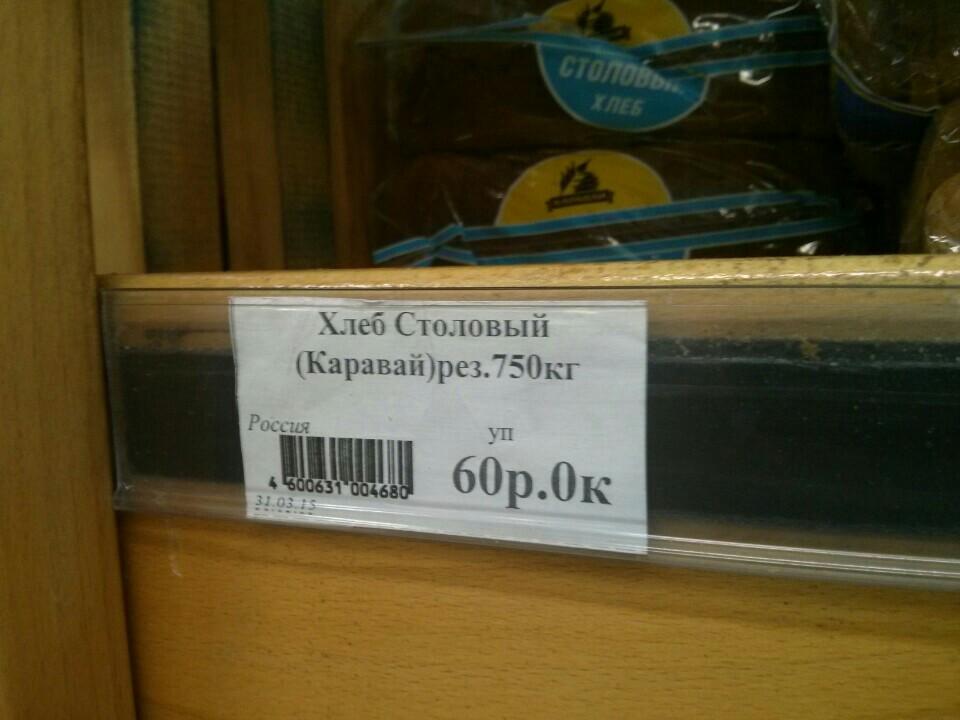 СТОЛОВЫЙ
ХЛЕБ
Хлеб Столовый
(Каравай)рез.750кг
Россия
уп
4 600631 004680
60р.0к
31.03.15